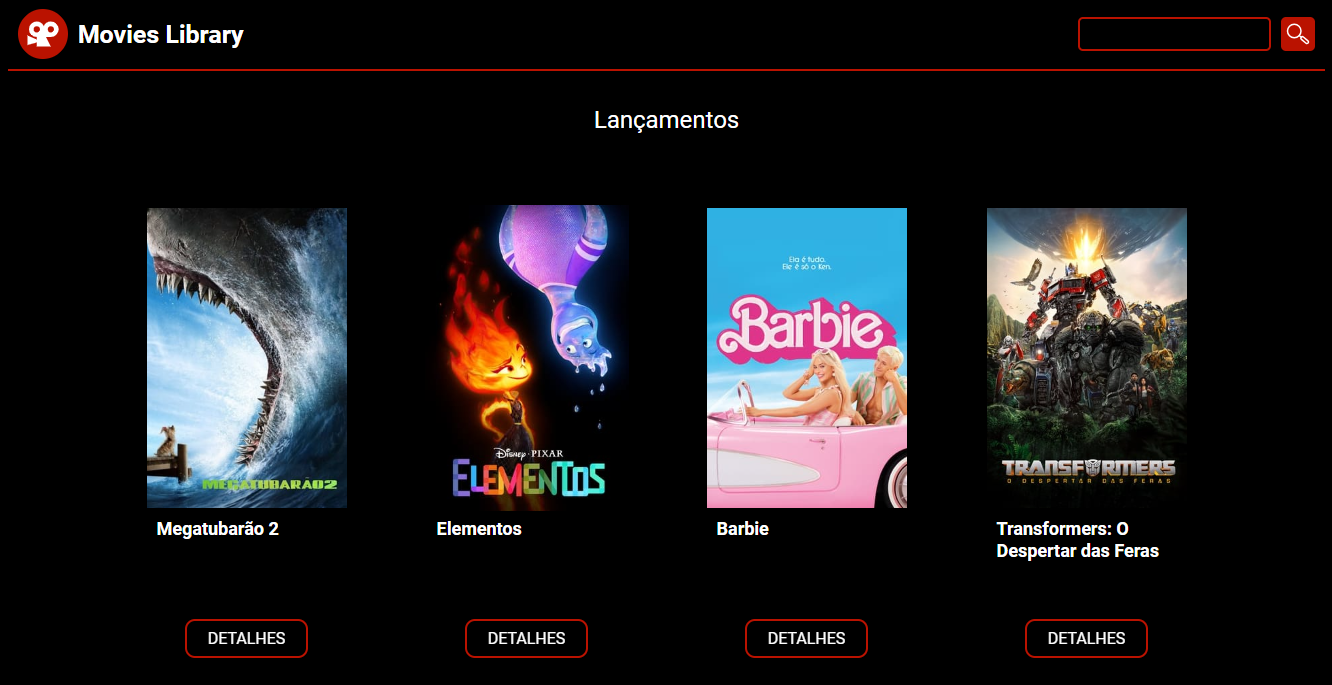 Movies Library
Lançamentos
Ela é tudo.
Ele é só o Ken.
Barbie
Disney · PIXAR
ELEMENTOS
MEGATUBARÃO2
TRANSFORMERS
O DESPERTAR DAS FERAS
Megatubarão 2
Elementos
Barbie
Transformers: O
Despertar das Feras
DETALHES
DETALHES
DETALHES
DETALHES